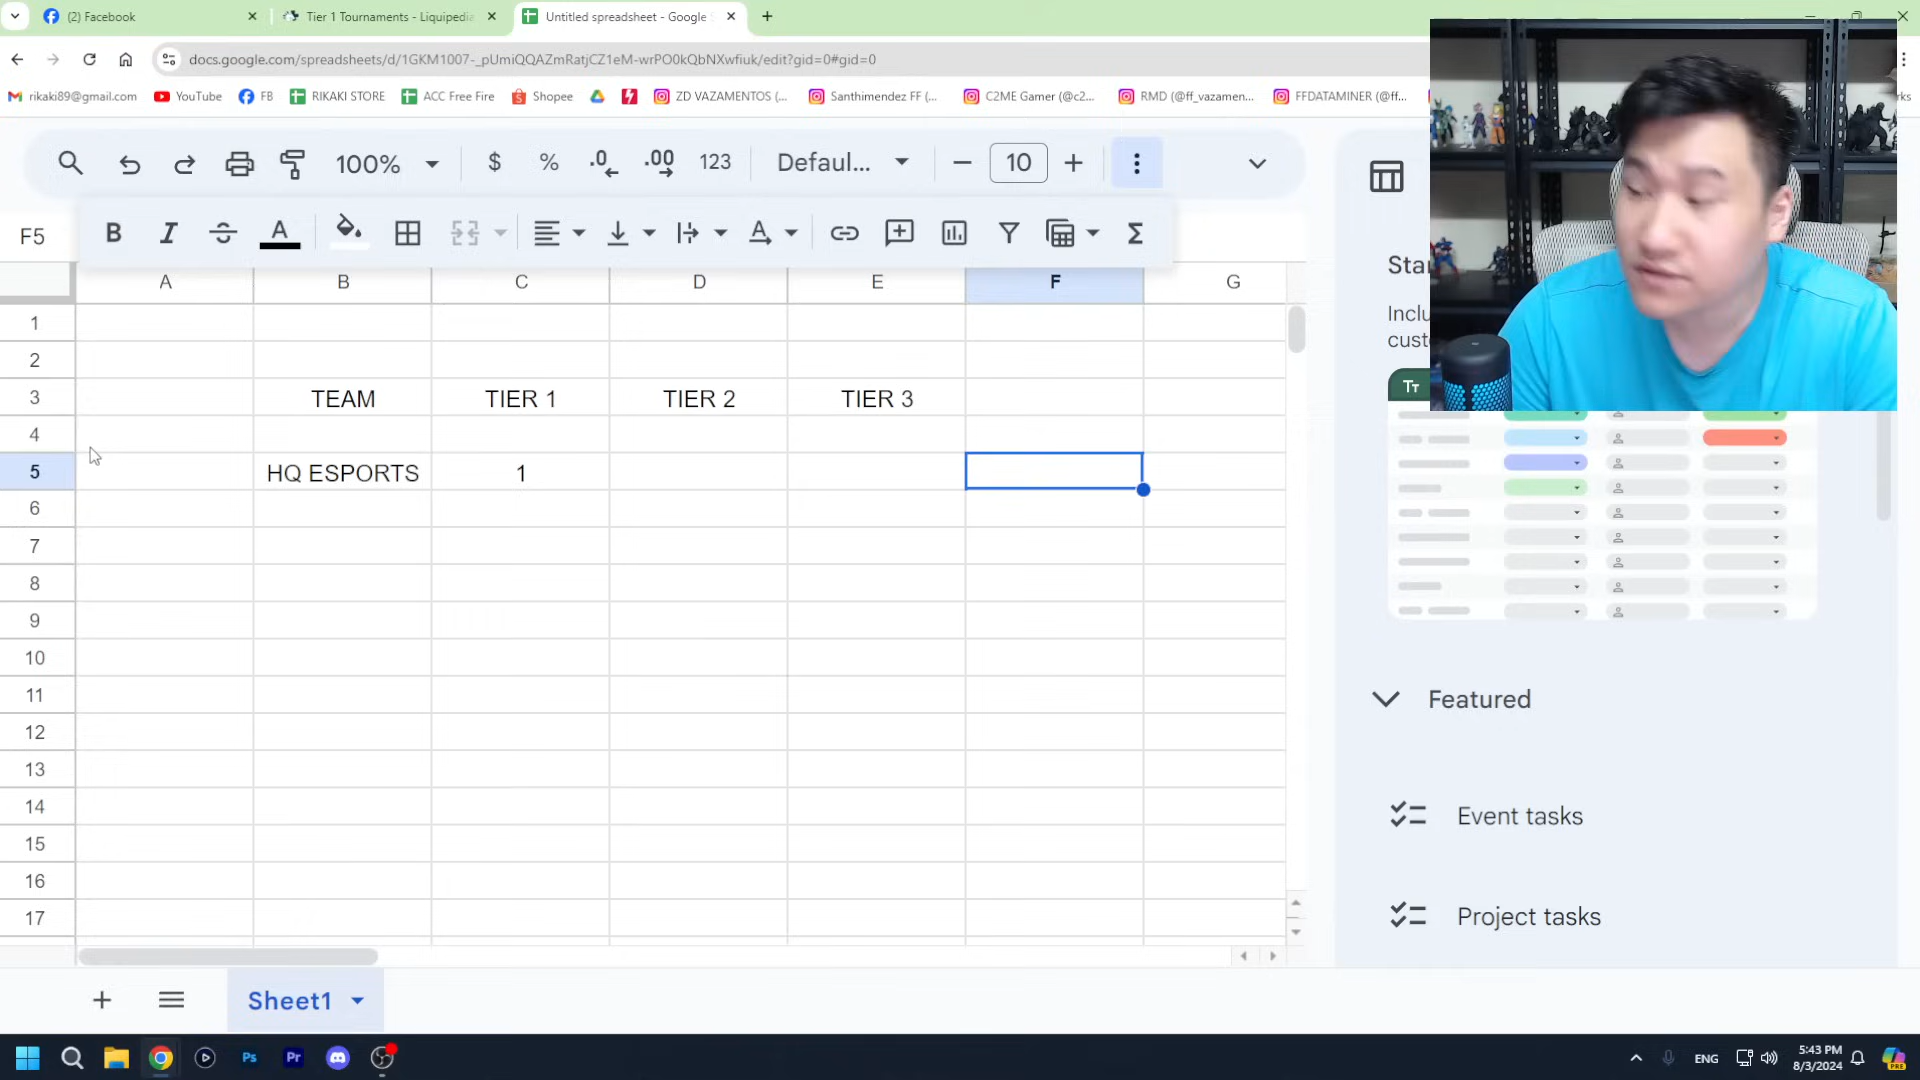 (2) Facebook
Tier 1 Tournaments - Liquipedia
Untitled spreadsheet - Google
docs.google.com/spreadsheets/d/1GKM1007-_pUmiQQAZmRatjCZ1eM-wrPO0kQbNXwfiuk/edit?gid=0#gid=0
rikaki89@gmail.com
YouTube
FB
RIKAKI STORE
ACC Free Fire
Shopee
ZD VAZAMENTOS (...
Santhimendez FF (...
C2ME Gamer (@c2...
RMD (@ff_vazamen...
FFDATAMINER (@ff...
100%
$
%
.0
.00
123
Defaul...
10
F5
B
I
A
A
Σ
A
B
C
D
E
F
G
1
2
3
TEAM
TIER 1
TIER 2
TIER 3
4
5
HQ ESPORTS
1
6
7
8
9
10
11
12
13
14
15
16
17
Tт
Featured
Event tasks
Project tasks
Sheet1
Ps
Pr
ENG
5:43 PM
8/3/2024
PRE